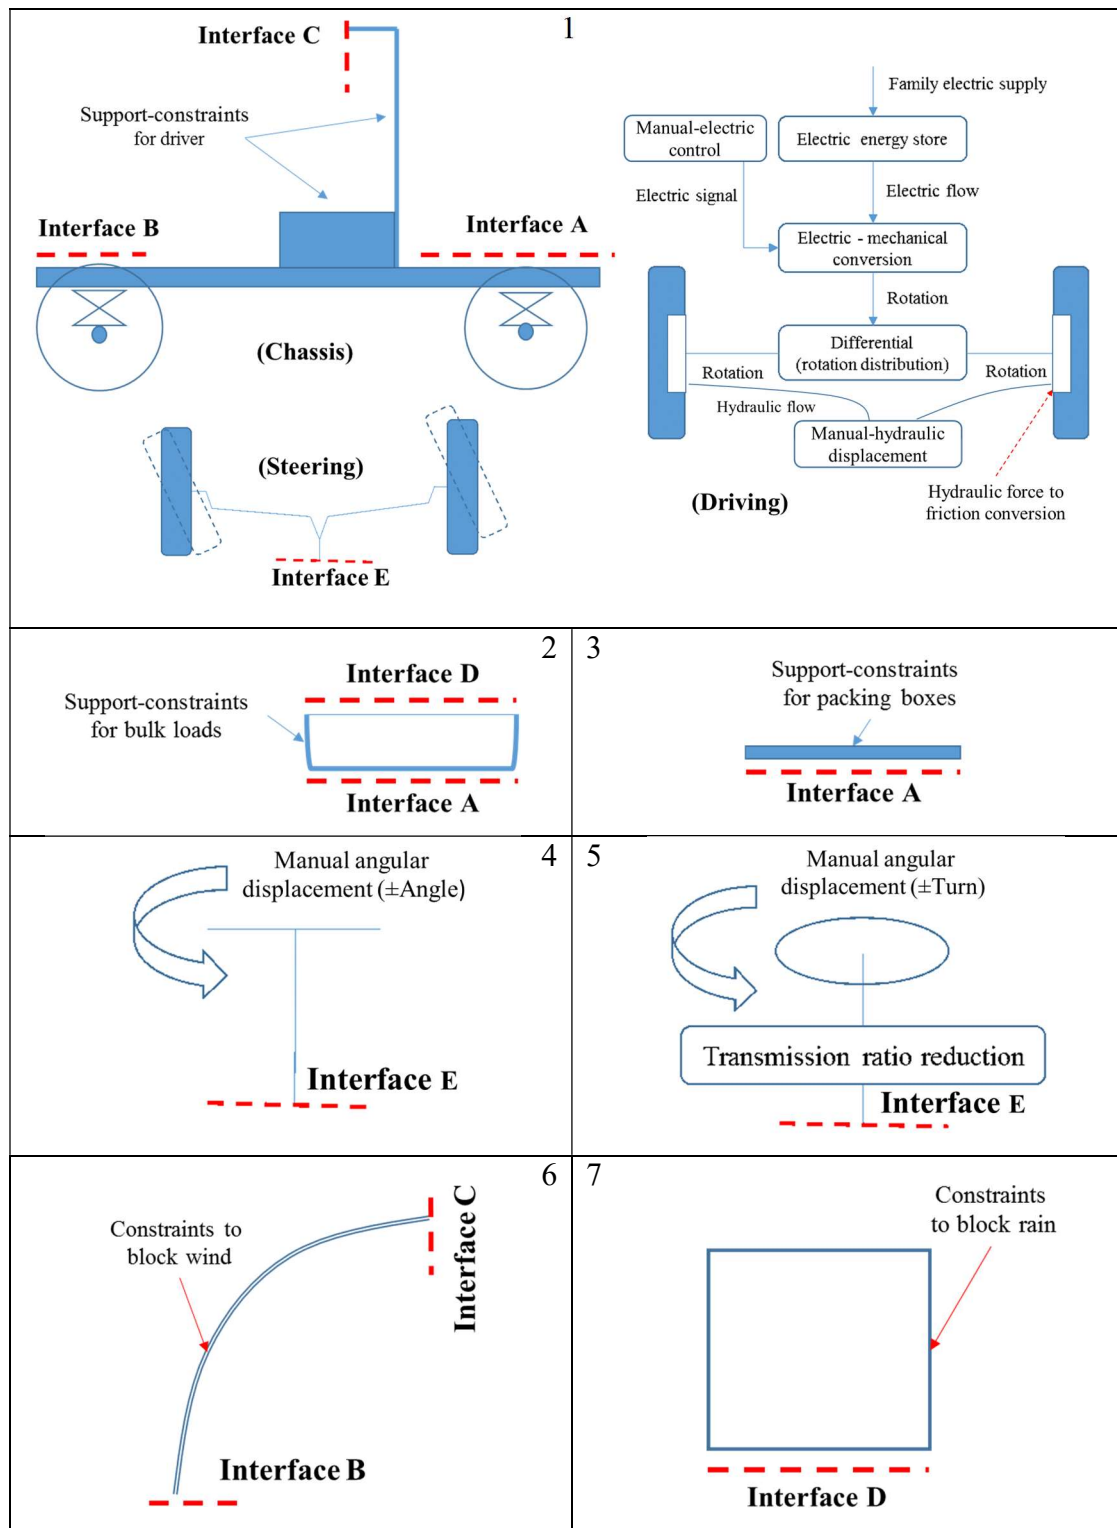 1
Interface C
Support-constraints
for driver
Interface B
Interface A
(Chassis)
(Steering)
Interface E
Family electric supply
Manual-electric
control
Electric energy store
Electric signal
Electric flow
Electric - mechanical
conversion
Rotation
Differential
(rotation distribution)
Rotation
Rotation
Hydraulic flow
Manual-hydraulic
displacement
(Driving)
Hydraulic force to
friction conversion
2
Interface D
Support-constraints
for bulk loads
Interface A
3
Support-constraints
for packing boxes
Interface A
4
Manual angular
displacement (±Angle)
Interface E
5
Manual angular
displacement (±Turn)
Transmission ratio reduction
Interface E
6
Constraints to
block wind
Interface C
Interface B
7
Constraints
to block rain
Interface D